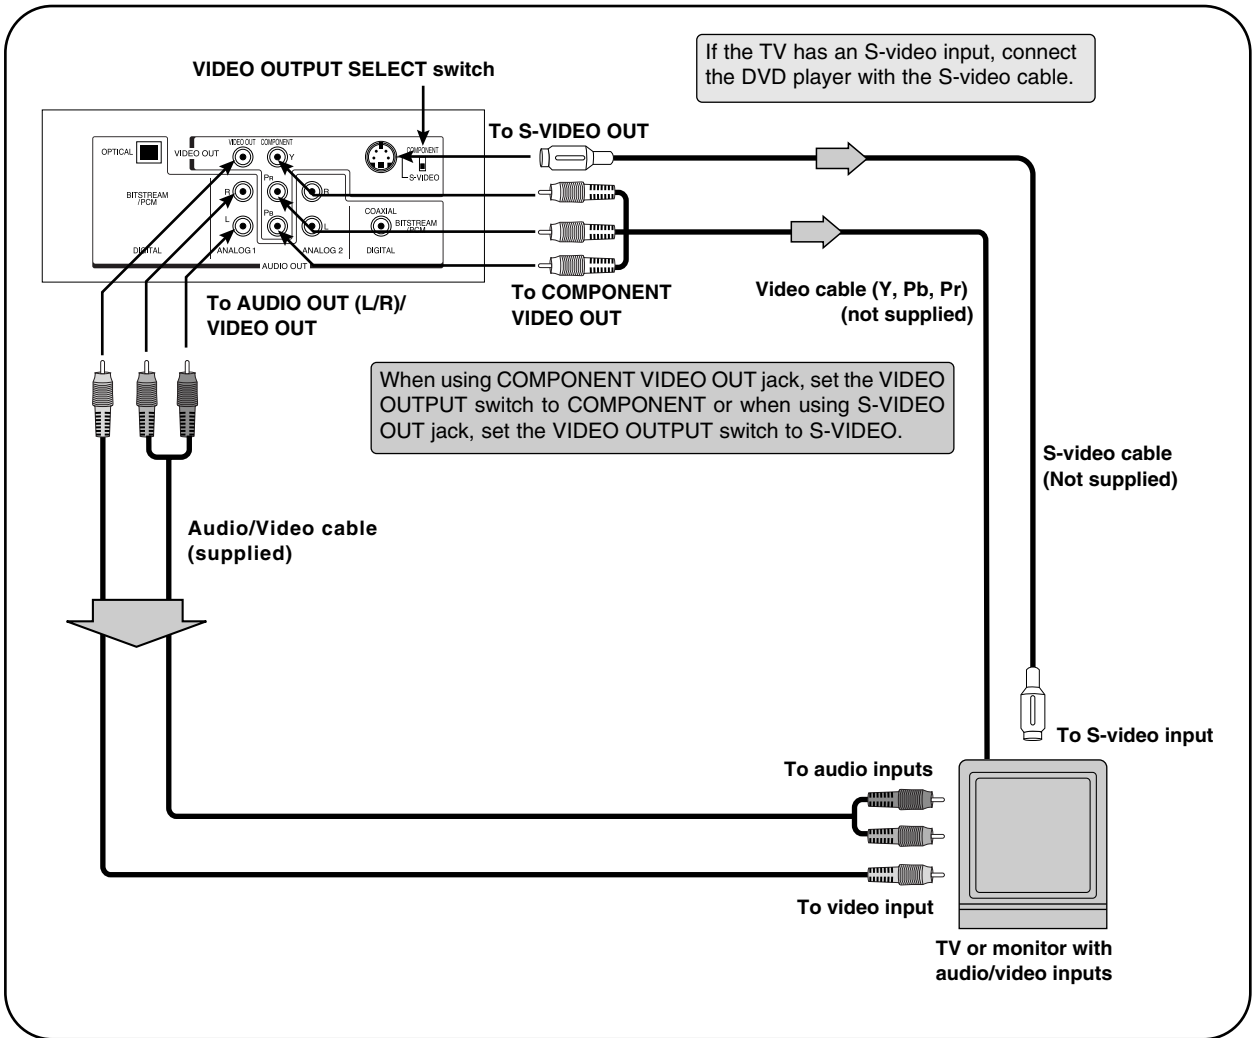 If the TV has an S-video input, connect
the DVD player with the S-video cable.
VIDEO OUTPUT SELECT switch
To S-VIDEO OUT
OPTICAL
VIDEO OUT
VIDEO OUT
COMPONENT
Y
COMPONENT
S-VIDEO
BITSTREAM
/PCM
R
PR
R
L
PB
L
COAXIAL
BITSTREAM
/PCM
DIGITAL
ANALOG 1
ANALOG 2
DIGITAL
AUDIO OUT
To AUDIO OUT (L/R)/
VIDEO OUT
To COMPONENT
VIDEO OUT
Video cable (Y, Pb, Pr)
(not supplied)
When using COMPONENT VIDEO OUT jack, set the VIDEO
OUTPUT switch to COMPONENT or when using S-VIDEO
OUT jack, set the VIDEO OUTPUT switch to S-VIDEO.
S-video cable
(Not supplied)
Audio/Video cable
(supplied)
To S-video input
To audio inputs
To video input
TV or monitor with
audio/video inputs